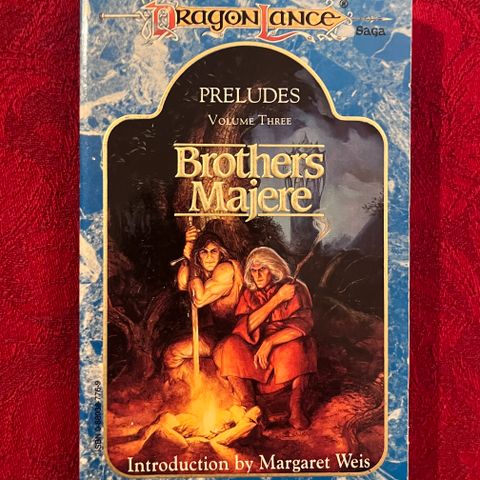 DRAGONLANCE®
Saga
PRELUDES
VOLUME THREE
Brothers
Majere
Introduction by Margaret Weis